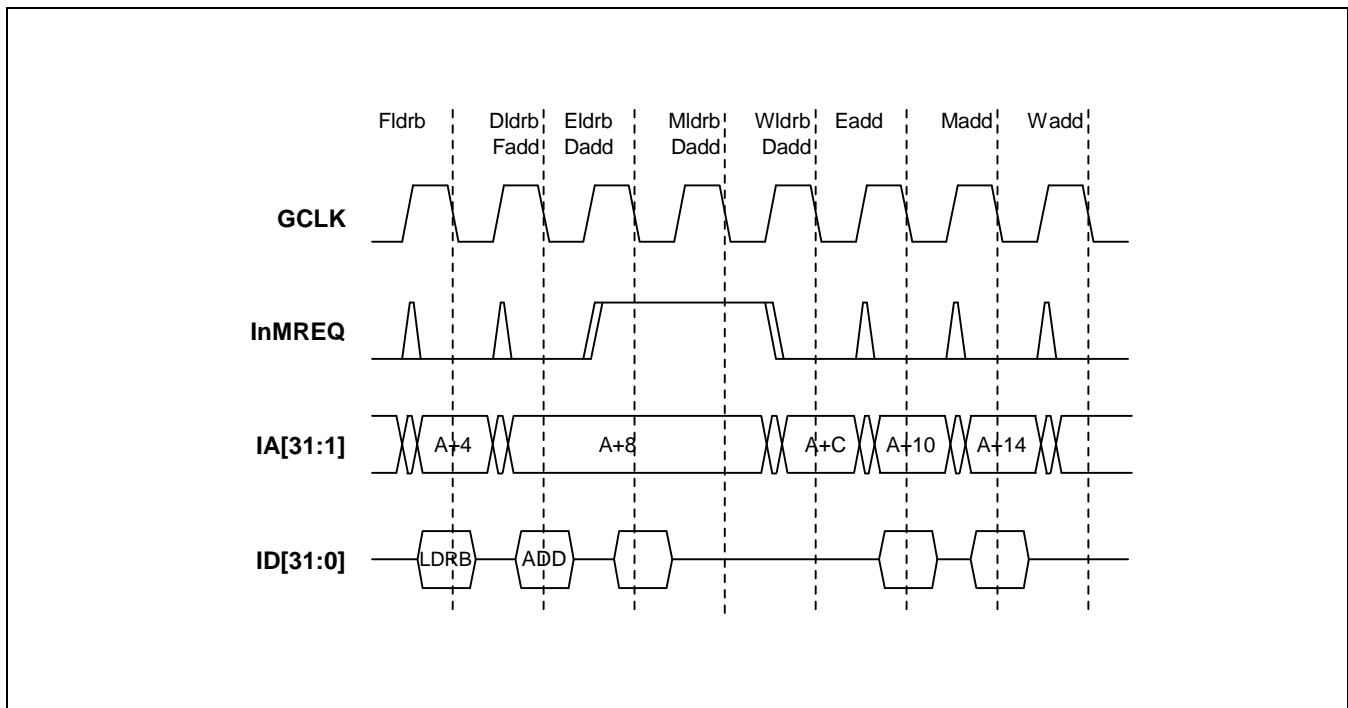 Fldrb Dldrb Eldrb Mldrb Wldrb Eadd Madd Wadd
Fadd Dadd Dadd Dadd
GCLK
InMREQ
IA[31:1] A+4 A+8 A+C A+10 A+14
ID[31:0] LDRB ADD